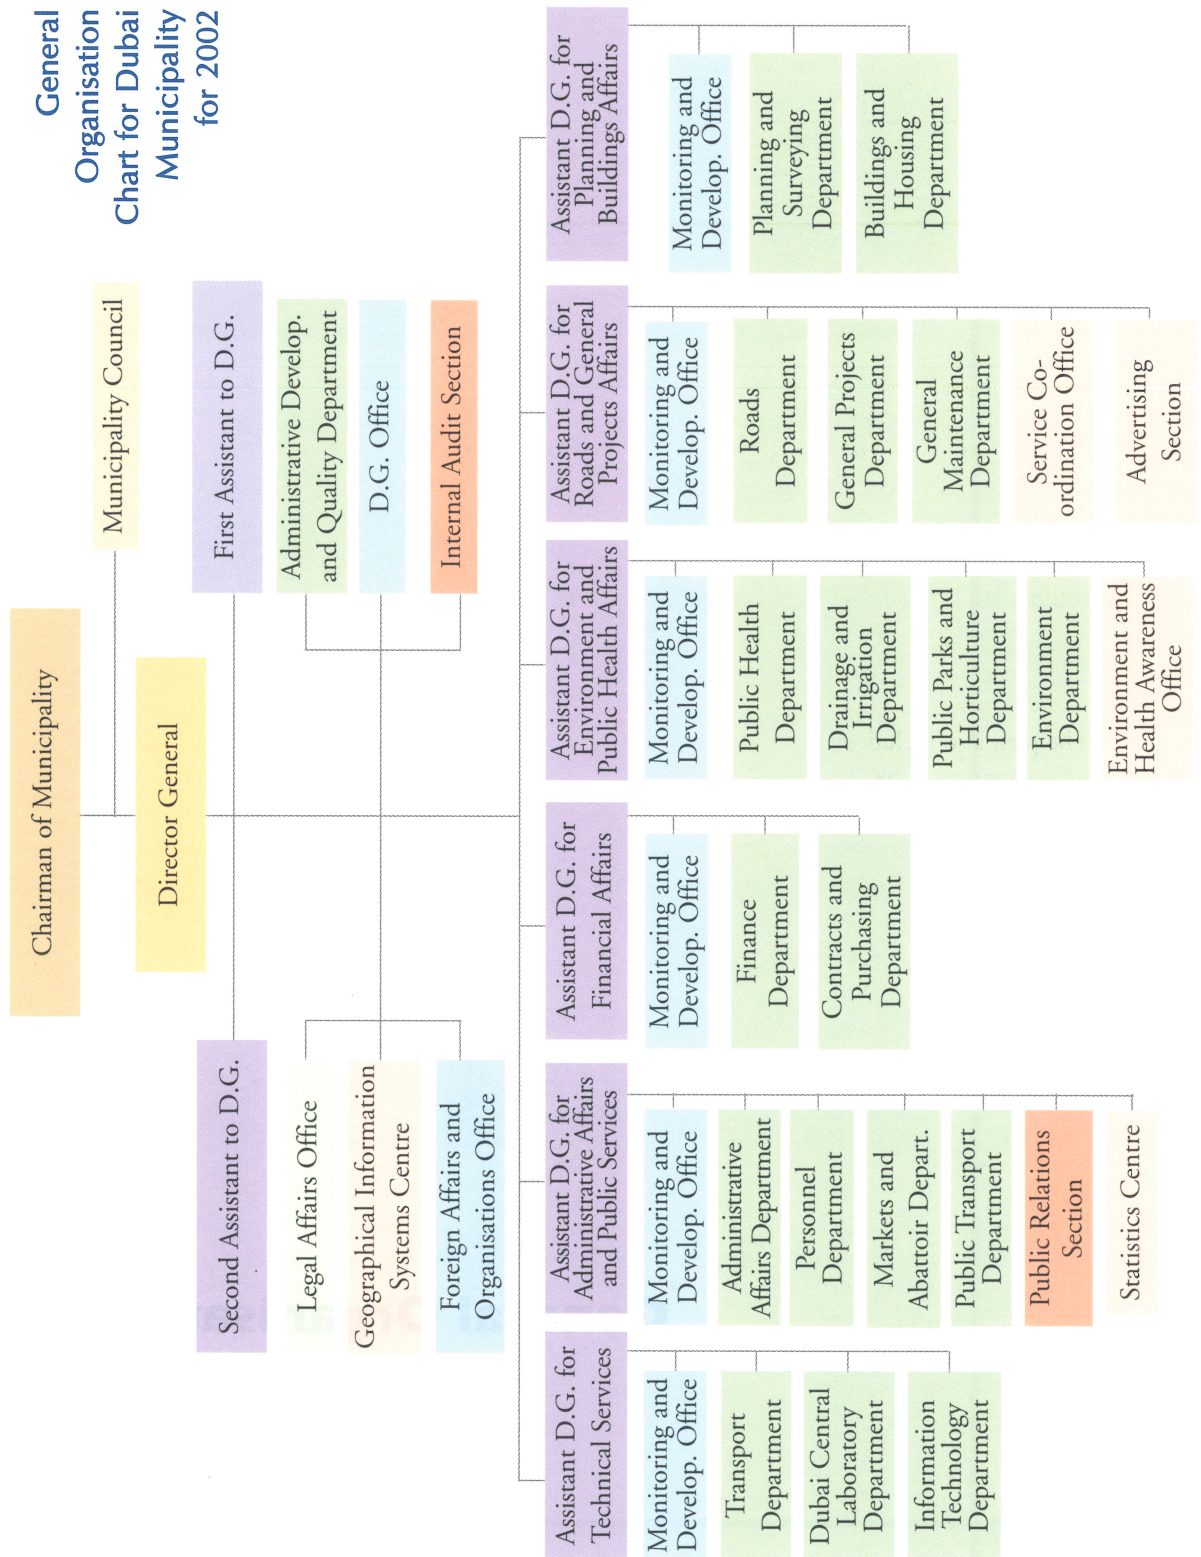 General
Organisation
Chart for Dubai
Municipality
for 2002
Chairman of Municipality
Municipality Council
Director General
Second Assistant to D.G.
First Assistant to D.G.
Legal Affairs Office
Geographical Information
Systems Centre
Foreign Affairs and
Organisations Office
Administrative Develop.
and Quality Department
D.G. Office
Internal Audit Section
Assistant D.G. for
Technical Services
Monitoring and
Develop. Office
Transport
Department
Dubai Central
Laboratory
Department
Information
Technology
Department
Assistant D.G. for
Administrative Affairs
and Public Services
Monitoring and
Develop. Office
Administrative
Affairs Department
Personnel
Department
Markets and
Abattoir Depart.
Public Transport
Department
Public Relations
Section
Statistics Centre
Assistant D.G. for
Financial Affairs
Monitoring and
Develop. Office
Finance
Department
Contracts and
Purchasing
Department
Assistant D.G. for
Environment and
Public Health Affairs
Monitoring and
Develop. Office
Public Health
Department
Drainage and
Irrigation
Department
Public Parks and
Horticulture
Department
Environment
Department
Environment and
Health Awareness
Office
Assistant D.G. for
Roads and General
Projects Affairs
Monitoring and
Develop. Office
Roads
Department
General Projects
Department
General
Maintenance
Department
Service Co-
ordination Office
Advertising
Section
Assistant D.G. for
Planning and
Buildings Affairs
Monitoring and
Develop. Office
Planning and
Surveying
Department
Buildings and
Housing
Department